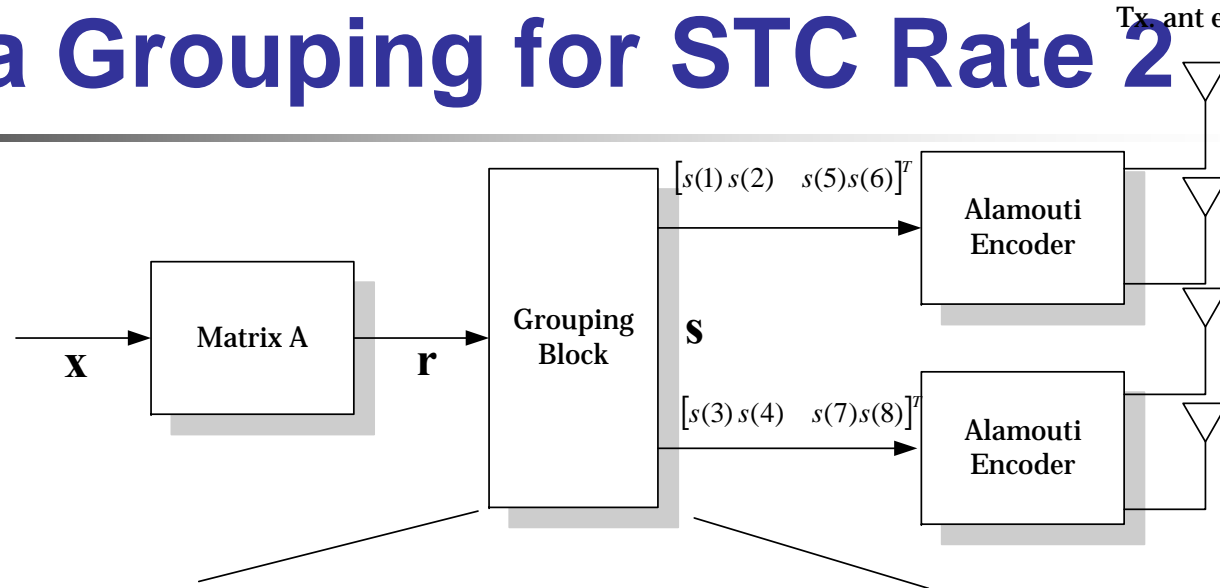 Tx. ant e
a Grouping for STC Rate 2
[s(1) s(2) s(5)s(6)]^T
Alamouti
Encoder
Matrix A
Grouping
Block
s
x
r
[s(3) s(4) s(7)s(8)]^T
Alamouti
Encoder